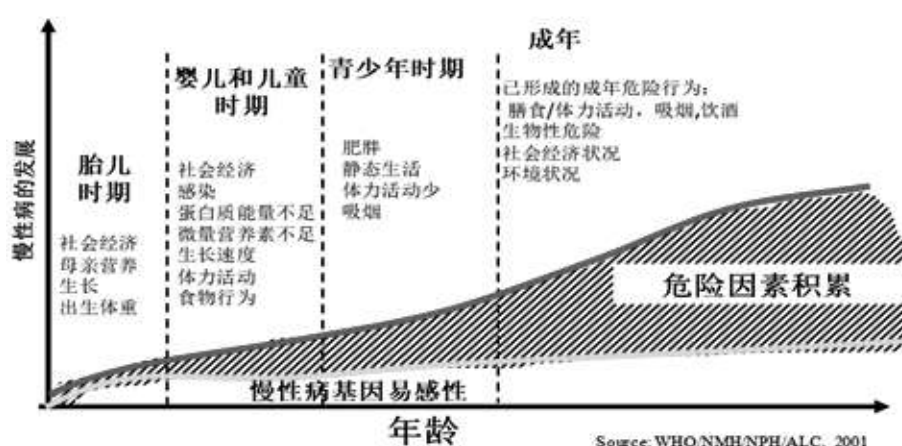 慢性病的发展
胎儿
时期
社会经济
母亲营养
生长
出生体重
婴儿和儿童
时期
社会经济
感染
蛋白质能量不足
微量营养素不足
生长速度
体力活动
食物行为
青少年时期
肥胖
静态生活
体力活动少
吸烟
成年
已形成的成年危险行为:
膳食/体力活动，吸烟,饮酒
生物性危险
社会经济状况
环境状况
危险因素积累
慢性病基因易感性
年龄
Source: WHO/NMH/NPH/ALC, 2001